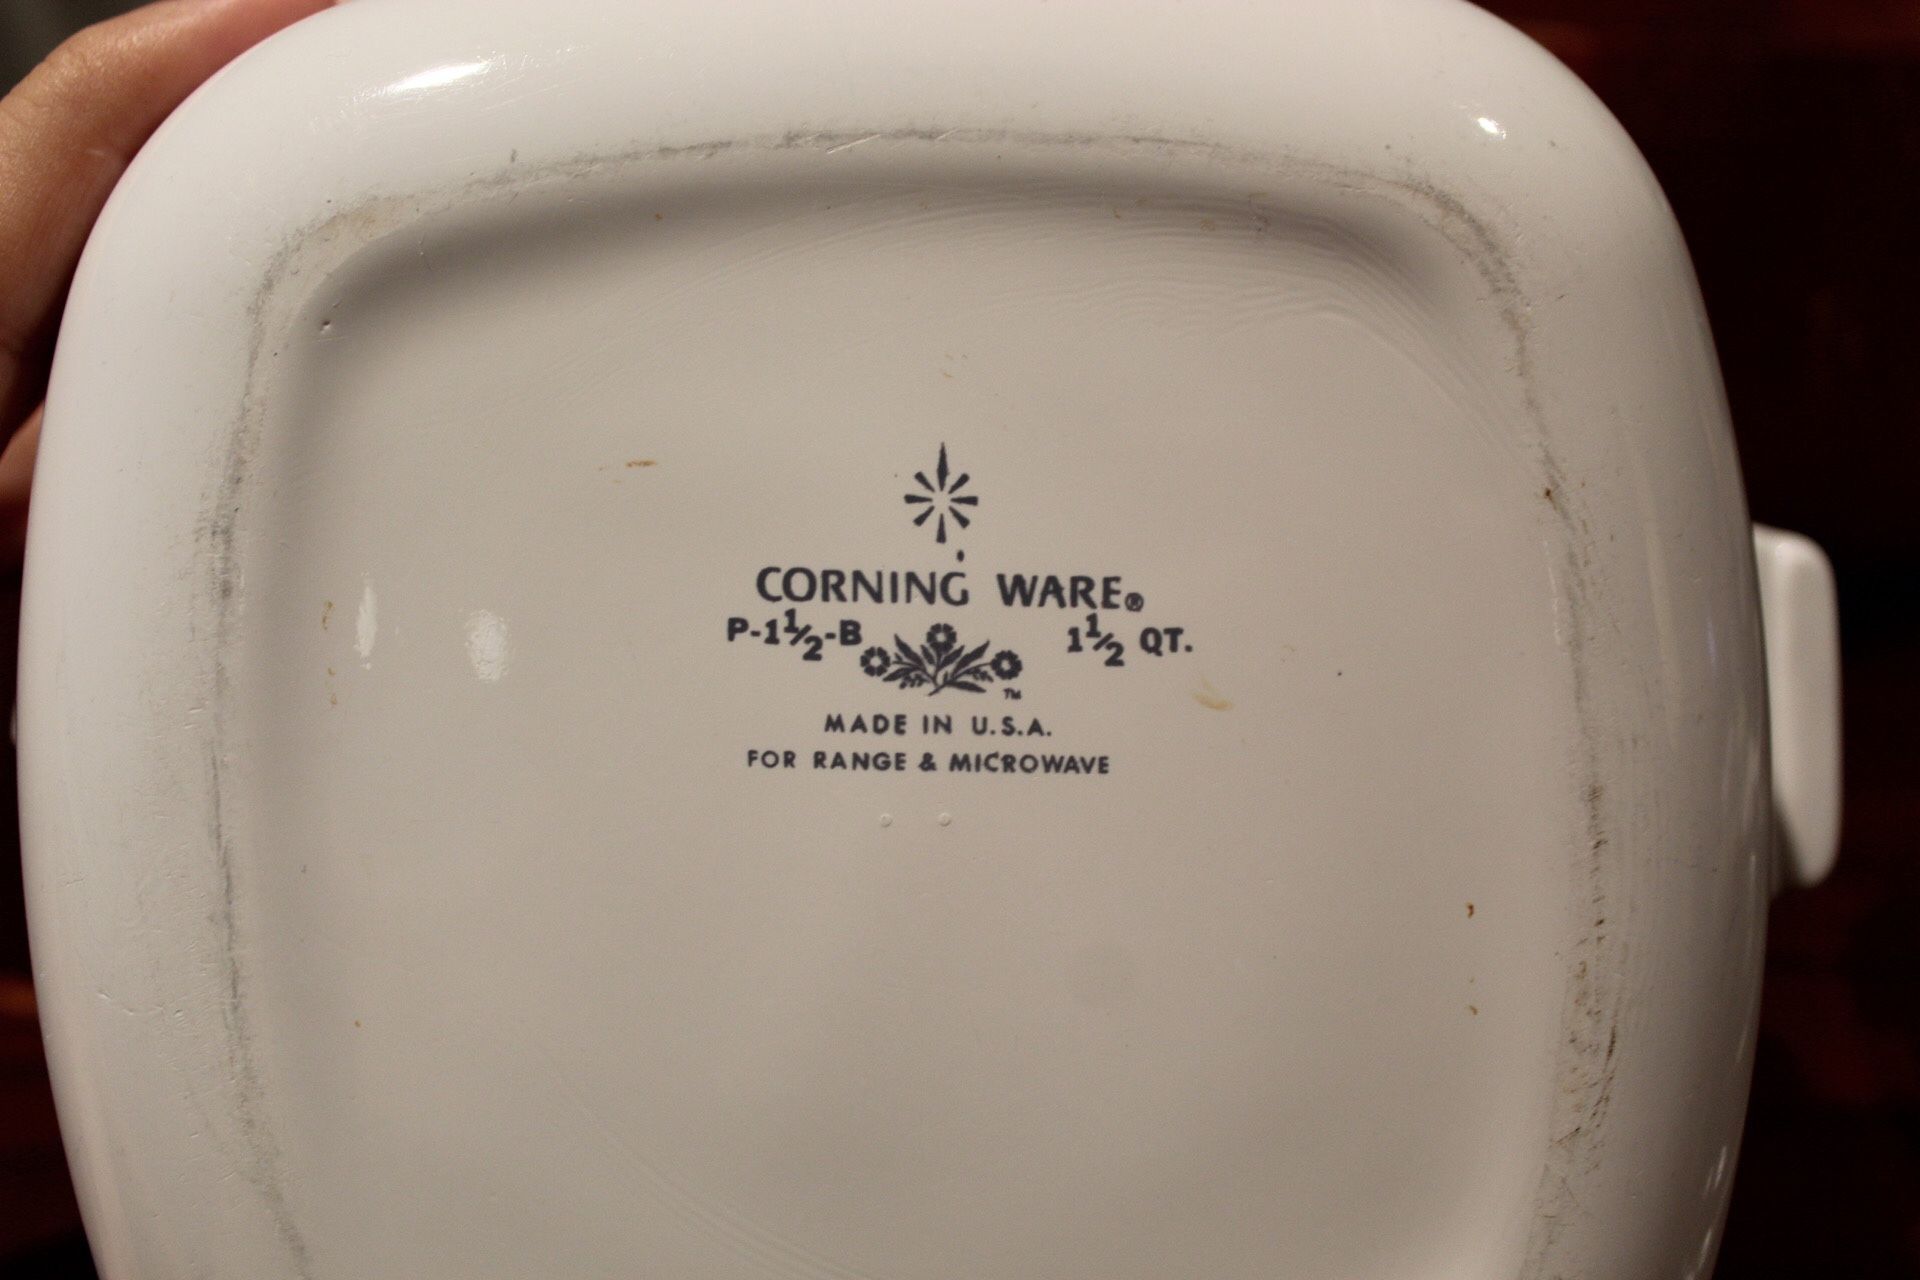 CORNING WARE®
P-1½-B 1½ QT.
TM
MADE IN U.S.A.
FOR RANGE & MICROWAVE